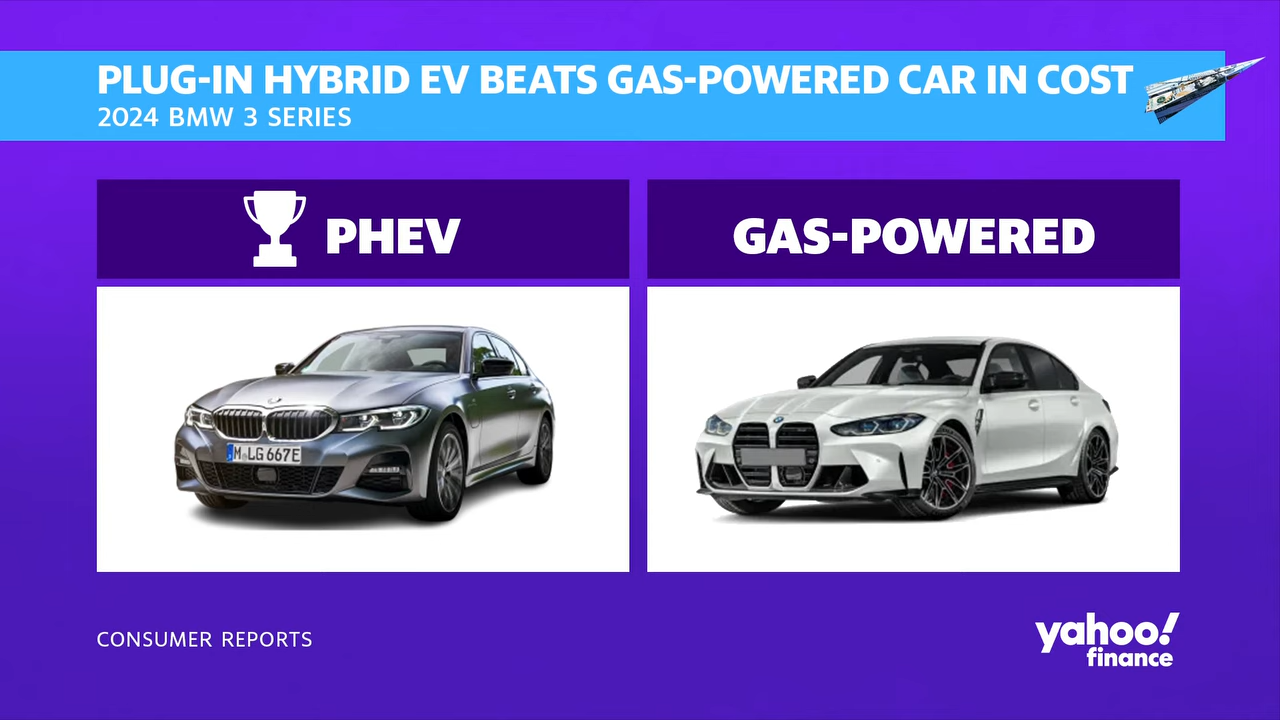 PLUG-IN HYBRID EV BEATS GAS-POWERED CAR IN COST
2024 BMW 3 SERIES
PHEV
GAS-POWERED
M LG 667E
CONSUMER REPORTS
yahoo!
finance